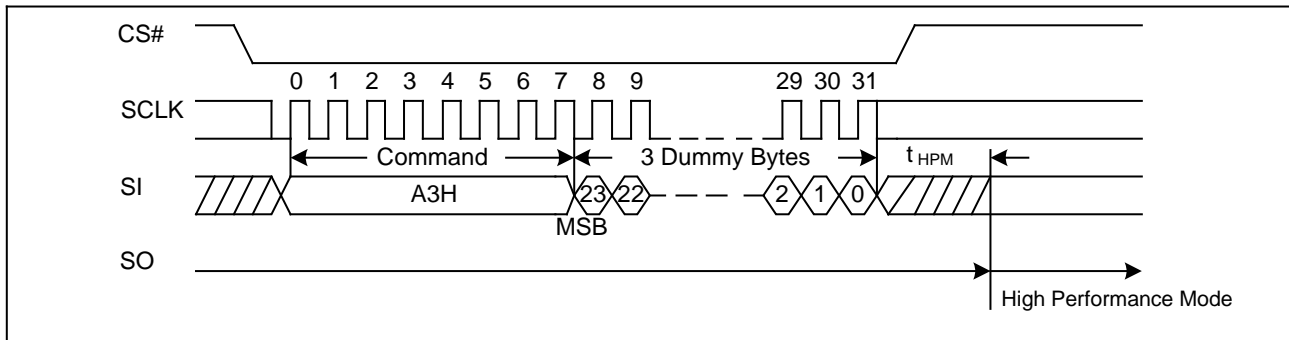 CS#
0 1 2 3 4 5 6 7 8 9 29 30 31
SCLK
Command 3 Dummy Bytes t HPM
SI A3H 23 22 2 1 0
MSB
SO
High Performance Mode